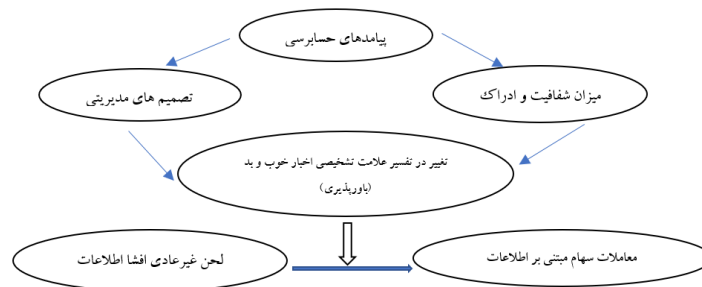 پیامدهای حسابرسی
میزان شفافیت و ادراک
تصمیم های مدیریتی
تغییر در تفسیر علامت تشخیصی اخبار خوب و بد
(باورپذیری)
معاملات سهام مبتنی بر اطلاعات
لحن غیرعادی افشا اطلاعات